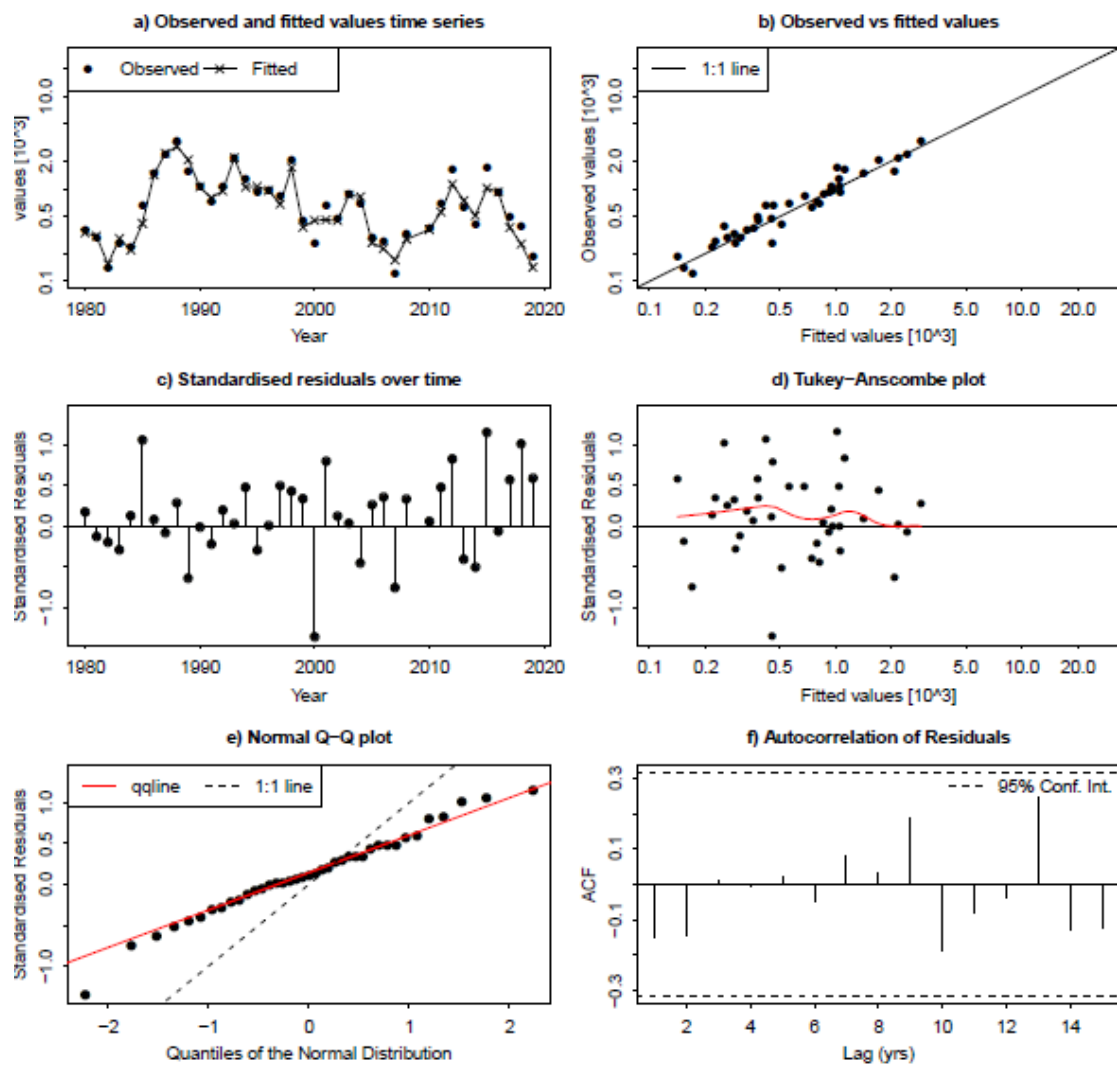 a) Observed and fitted values time series
Observed Fitted
values [10^3]
0.1 0.5 2.0 10.0
1980 1990 2000 2010 2020
Year
b) Observed vs fitted values
1:1 line
Observed values [10^3]
0.1 0.5 2.0 10.0
0.1 0.2 0.5 1.0 2.0 5.0 10.0 20.0
Fitted values [10^3]
c) Standardised residuals over time
Standardised Residuals
−1.0 0.0 0.5 1.0
1980 1990 2000 2010 2020
Year
d) Tukey−Anscombe plot
Standardised Residuals
−1.0 0.0 0.5 1.0
0.1 0.2 0.5 1.0 2.0 5.0 10.0 20.0
Fitted values [10^3]
e) Normal Q−Q plot
qqline 1:1 line
Standardised Residuals
−1.0 0.0 0.5 1.0
−2 −1 0 1 2
Quantiles of the Normal Distribution
f) Autocorrelation of Residuals
95% Conf. Int.
ACF
−0.3 −0.1 0.1 0.3
2 4 6 8 10 12 14
Lag (yrs)